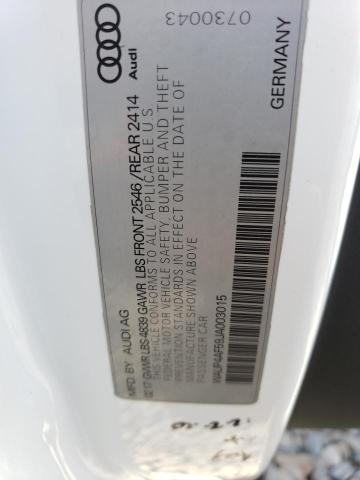 MFD. BY AUDI AG
02/17 GVWR LBS 4839 GAWR LBS FRONT 2546 /REAR 2414
THIS VEHICLE CONFORMS TO ALL APPLICABLE U.S.
FEDERAL MOTOR VEHICLE SAFETY, BUMPER AND THEFT
PREVENTION STANDARDS IN EFFECT ON THE DATE OF
MANUFACTURE SHOWN ABOVE
PASSENGER CAR
WAUP4AF59JA003015
Audi
0730043
GERMANY